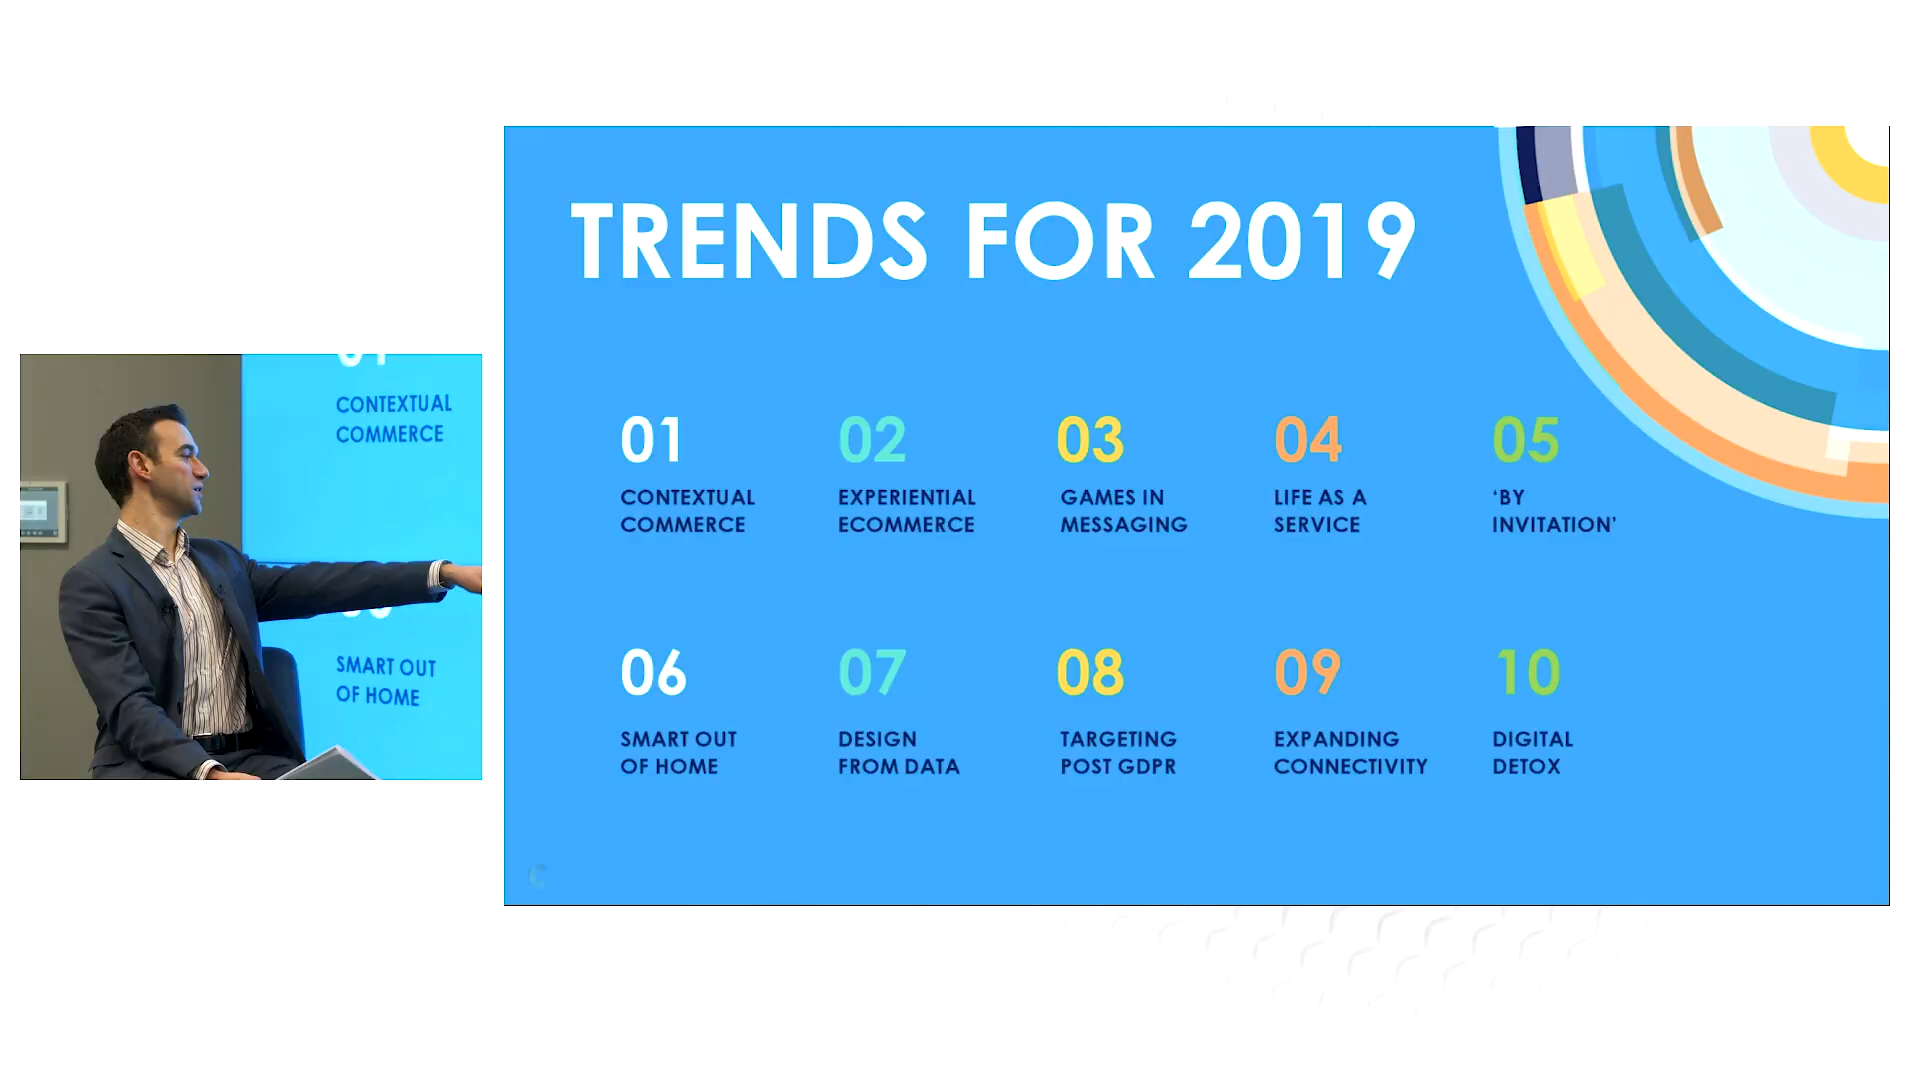 TRENDS FOR 2019
01
CONTEXTUAL
COMMERCE
02
EXPERIENTIAL
ECOMMERCE
03
GAMES IN
MESSAGING
04
LIFE AS A
SERVICE
05
‘BY
INVITATION’
06
SMART OUT
OF HOME
07
DESIGN
FROM DATA
08
TARGETING
POST GDPR
09
EXPANDING
CONNECTIVITY
10
DIGITAL
DETOX
CONTEXTUAL
COMMERCE
SMART OUT
OF HOME